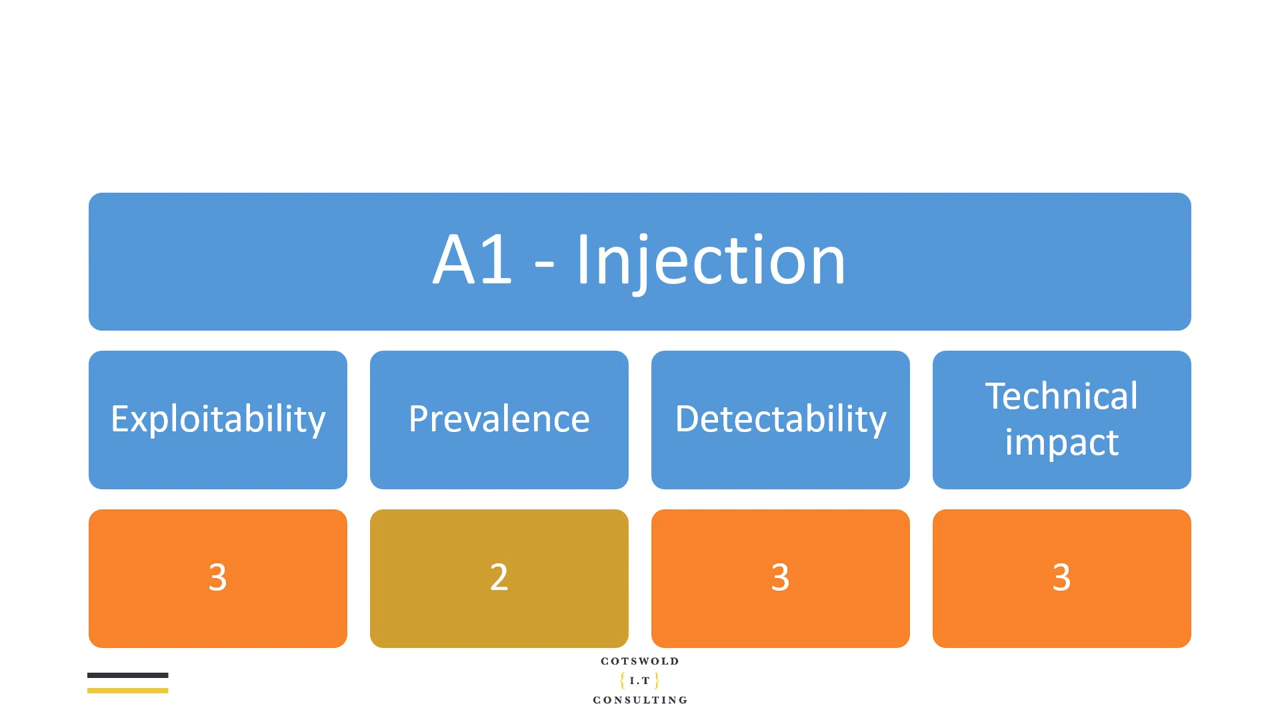 A1 - Injection
Exploitability
Prevalence
Detectability
Technical
impact
3
2
3
3
COTSWOLD
{ I.T }
CONSULTING